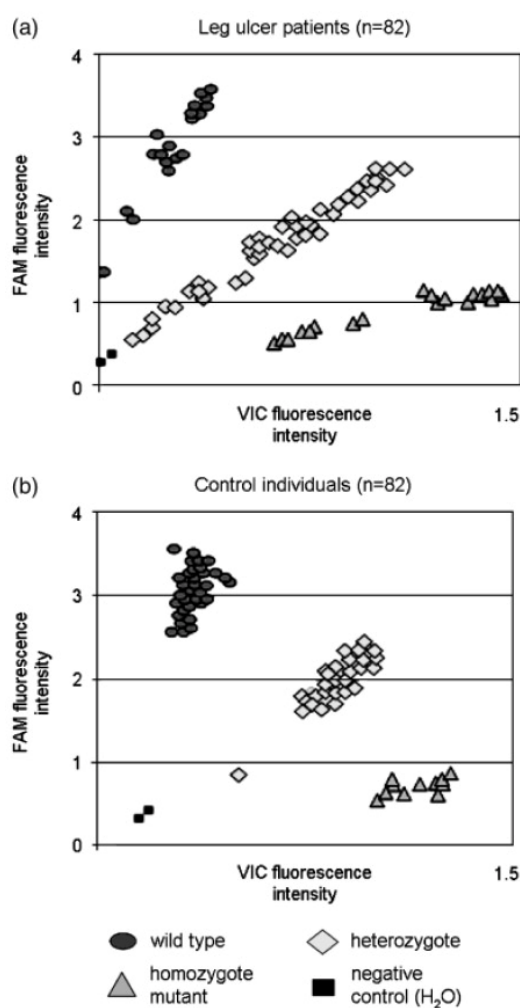 (a)
Leg ulcer patients (n=82)
FAM fluorescence
intensity
4
3
2
1
0
VIC fluorescence
intensity
1.5
(b)
Control individuals (n=82)
FAM fluorescence
intensity
4
3
2
1
0
VIC fluorescence
intensity
1.5
wild type
heterozygote
homozygote
mutant
negative
control (H₂O)